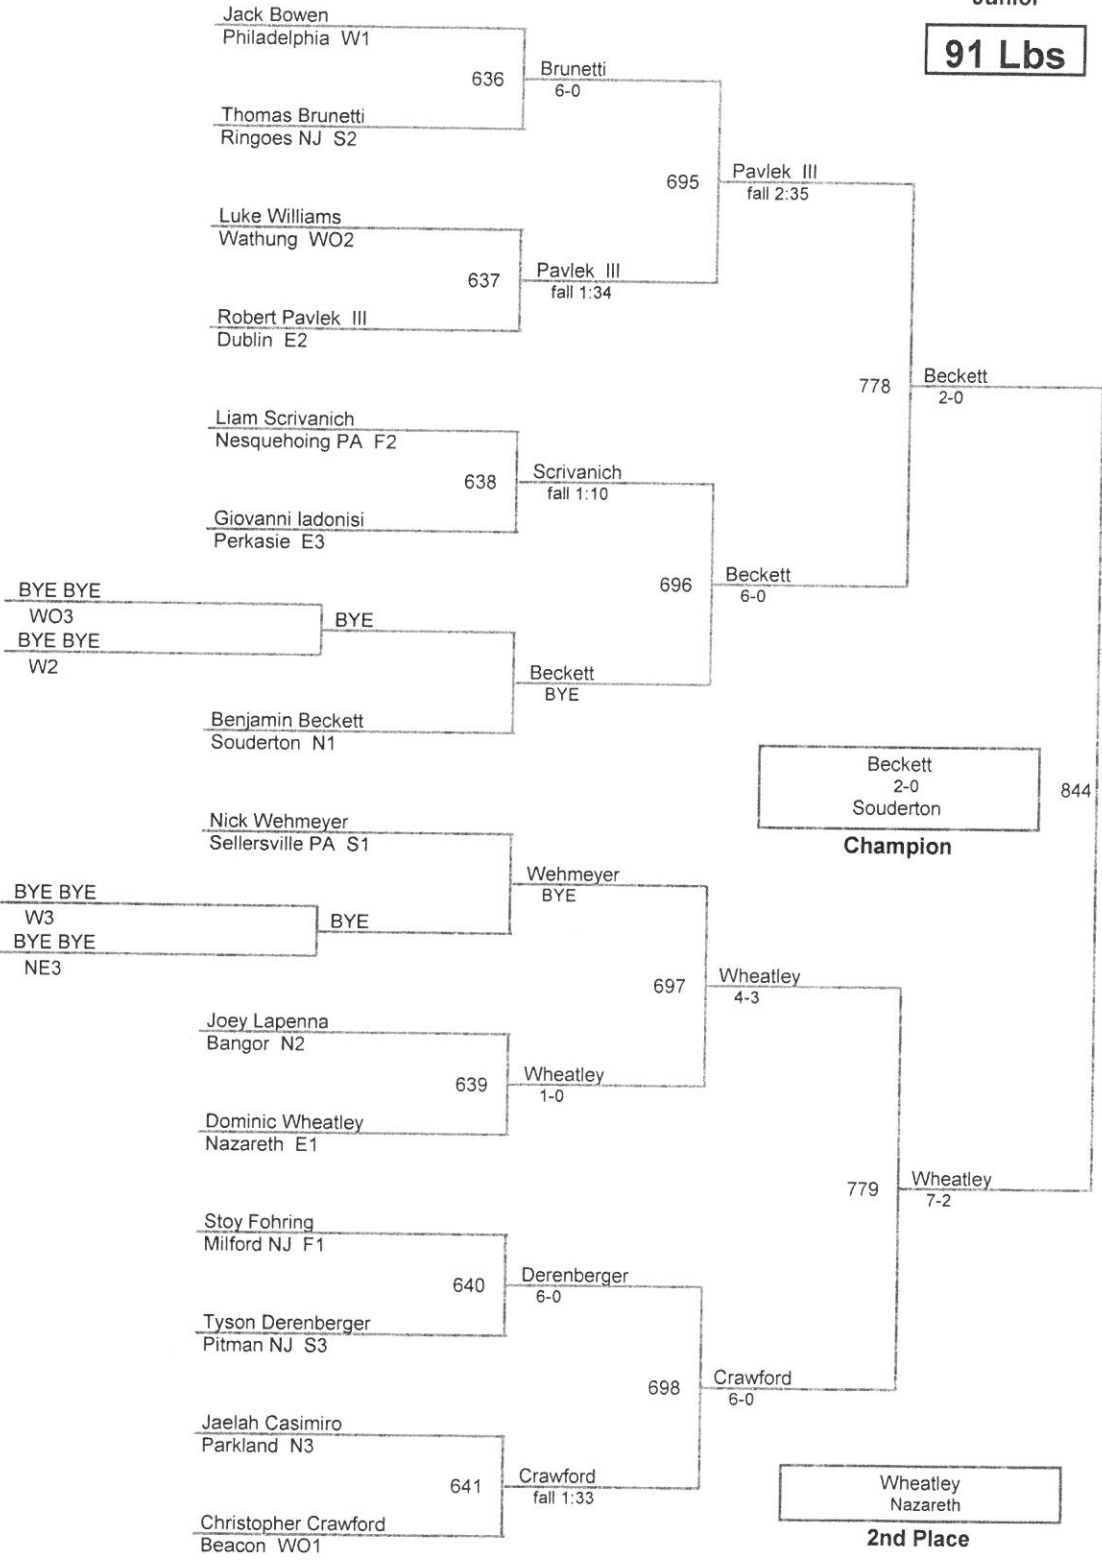 Junior
91 Lbs
Jack Bowen
Philadelphia W1
636
Brunetti
6-0
Thomas Brunetti
Ringoes NJ S2
695
Pavlek III
fall 2:35
Luke Williams
Wathung WO2
637
Pavlek III
fall 1:34
Robert Pavlek III
Dublin E2
778
Beckett
2-0
Liam Scrivanich
Nesquehoing PA F2
638
Scrivanich
fall 1:10
Giovanni Iadonisi
Perkasie E3
696
Beckett
6-0
BYE BYE
WO3
BYE
BYE BYE
W2
Beckett
BYE
Benjamin Beckett
Souderton N1
Beckett
2-0
Souderton
844
Champion
Nick Wehmeyer
Sellersville PA S1
Wehmeyer
BYE
BYE BYE
W3
BYE
BYE BYE
NE3
697
Wheatley
4-3
Joey Lapenna
Bangor N2
639
Wheatley
1-0
Dominic Wheatley
Nazareth E1
779
Wheatley
7-2
Stoy Fohring
Milford NJ F1
640
Derenberger
6-0
Tyson Derenberger
Pitman NJ S3
698
Crawford
6-0
Jaelah Casimiro
Parkland N3
641
Crawford
fall 1:33
Christopher Crawford
Beacon WO1
Wheatley
Nazareth
2nd Place